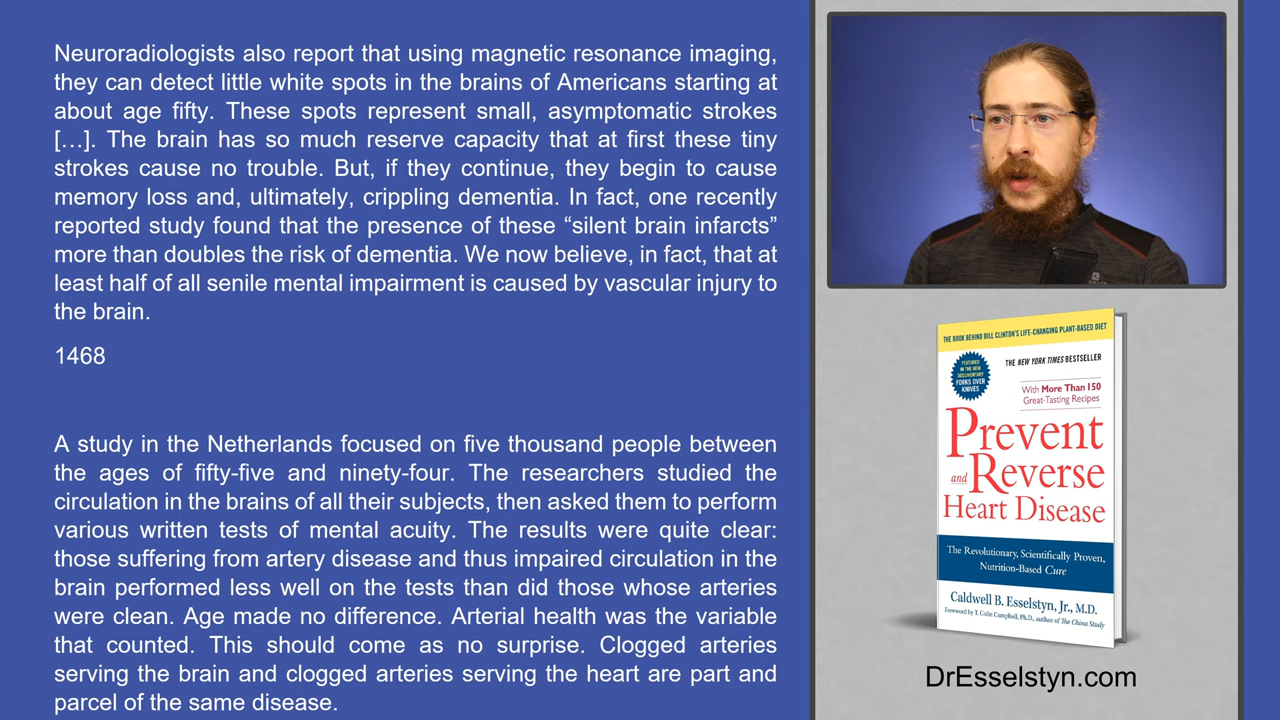 Neuroradiologists also report that using magnetic resonance imaging,
they can detect little white spots in the brains of Americans starting at
about age fifty. These spots represent small, asymptomatic strokes
[…]. The brain has so much reserve capacity that at first these tiny
strokes cause no trouble. But, if they continue, they begin to cause
memory loss and, ultimately, crippling dementia. In fact, one recently
reported study found that the presence of these “silent brain infarcts”
more than doubles the risk of dementia. We now believe, in fact, that at
least half of all senile mental impairment is caused by vascular injury to
the brain.
1468
A study in the Netherlands focused on five thousand people between
the ages of fifty-five and ninety-four. The researchers studied the
circulation in the brains of all their subjects, then asked them to perform
various written tests of mental acuity. The results were quite clear:
those suffering from artery disease and thus impaired circulation in the
brain performed less well on the tests than did those whose arteries
were clean. Age made no difference. Arterial health was the variable
that counted. This should come as no surprise. Clogged arteries
serving the brain and clogged arteries serving the heart are part and
parcel of the same disease.
THE BOOK BEHIND BILL CLINTON'S LIFE-CHANGING PLANT-BASED DIET
FEATURED
IN THE NEW
DOCUMENTARY
FORKS OVER
KNIVES
THE NEW YORK TIMES BESTSELLER
With More Than 150
Great-Tasting Recipes
Prevent
and Reverse
Heart Disease
The Revolutionary, Scientifically Proven,
Nutrition-Based Cure
Caldwell B. Esselstyn, Jr., M.D.
Foreword by T. Colin Campbell, Ph.D., author of The China Study
DrEsselstyn.com